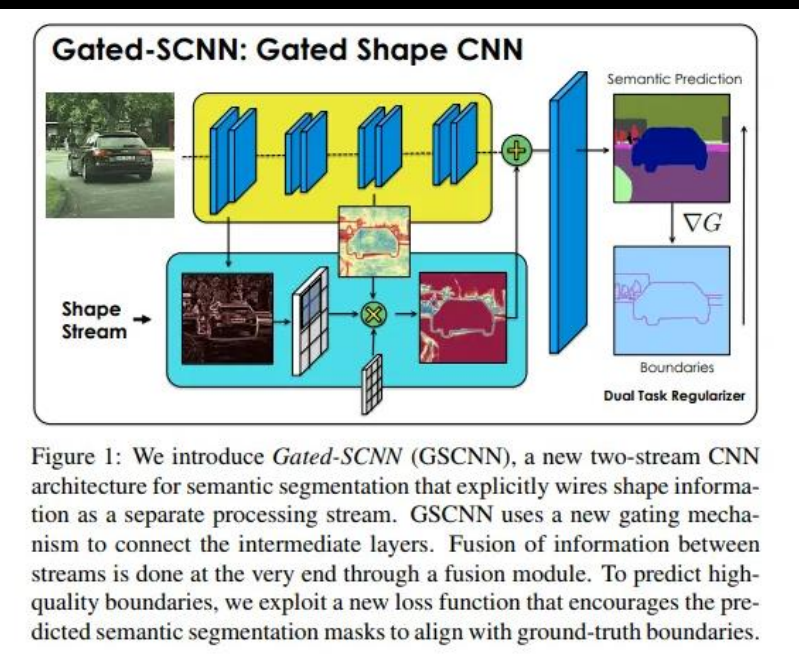 Gated-SCNN: Gated Shape CNN
Semantic Prediction
∇G
Shape
Stream
Boundaries
Dual Task Regularizer
Figure 1: We introduce Gated-SCNN (GSCNN), a new two-stream CNN
architecture for semantic segmentation that explicitly wires shape informa-
tion as a separate processing stream. GSCNN uses a new gating mecha-
nism to connect the intermediate layers. Fusion of information between
streams is done at the very end through a fusion module. To predict high-
quality boundaries, we exploit a new loss function that encourages the pre-
dicted semantic segmentation masks to align with ground-truth boundaries.